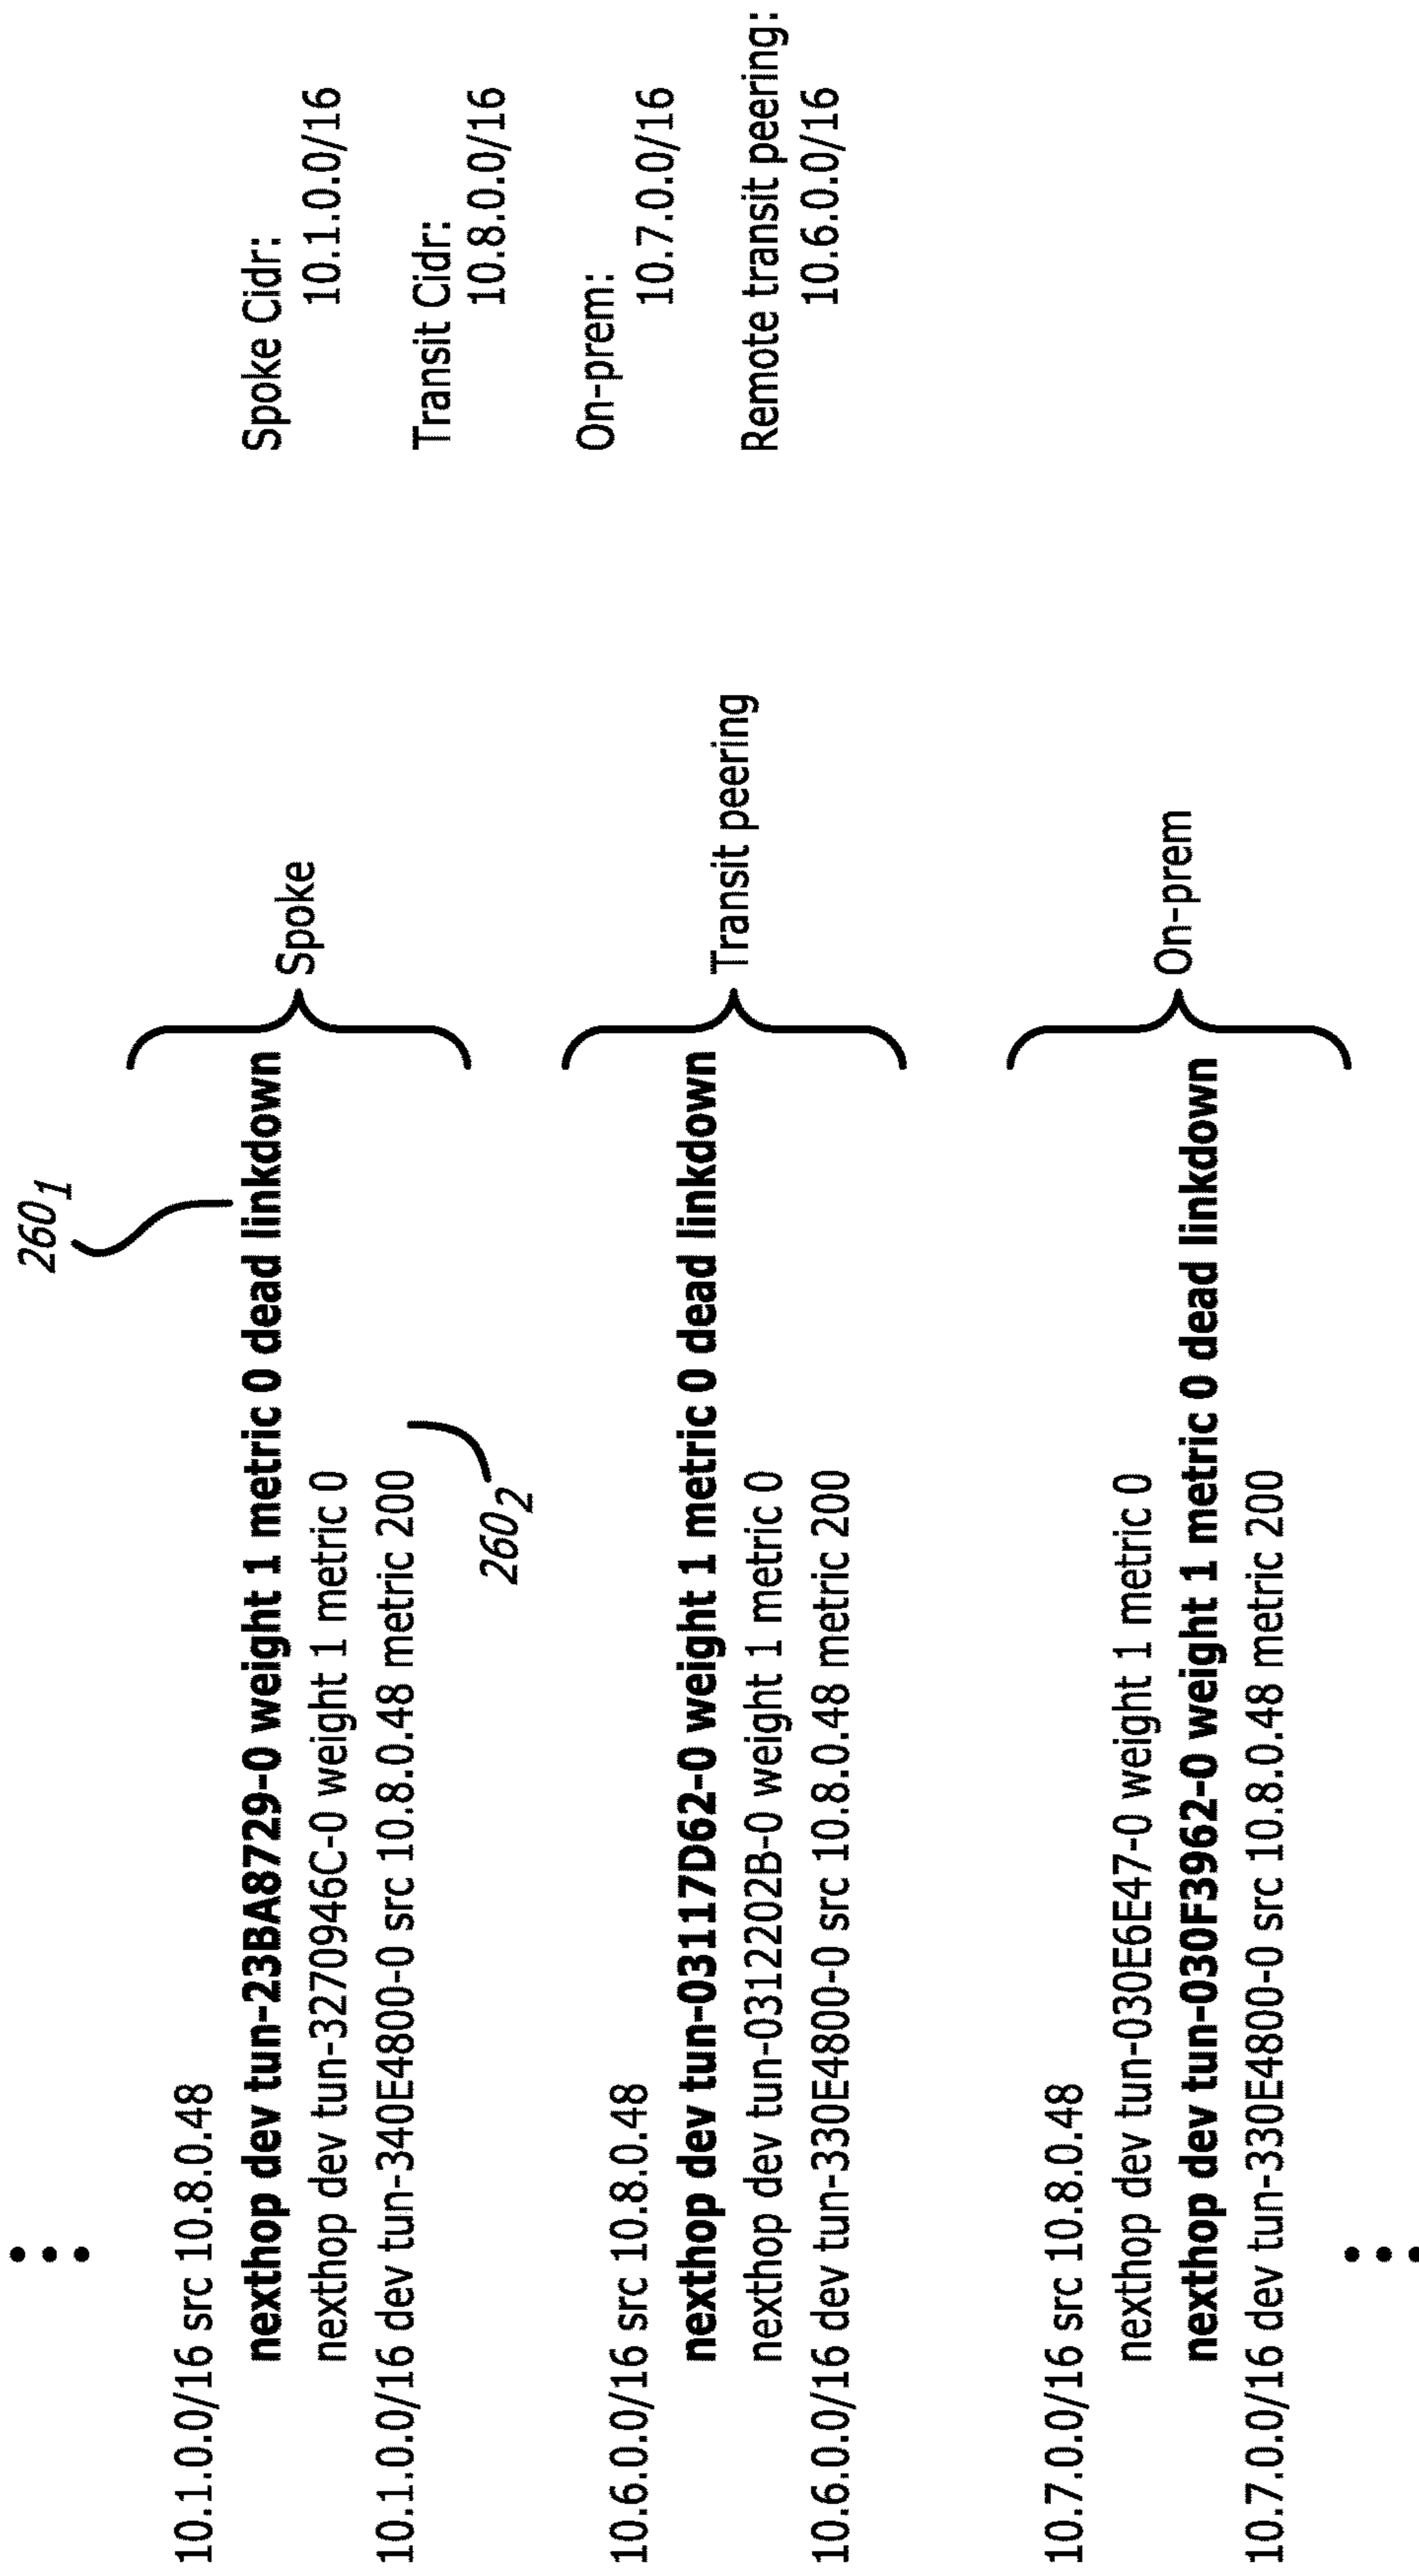 260₁
10.1.0.0/16 src 10.8.0.48
nexthop dev tun-23BA8729-0 weight 1 metric 0 dead linkdown
nexthop dev tun-3270946C-0 weight 1 metric 0
10.1.0.0/16 dev tun-340E4800-0 src 10.8.0.48 metric 200
Spoke
260₂
10.6.0.0/16 src 10.8.0.48
nexthop dev tun-03117D62-0 weight 1 metric 0 dead linkdown
nexthop dev tun-0312202B-0 weight 1 metric 0
10.6.0.0/16 dev tun-330E4800-0 src 10.8.0.48 metric 200
Transit peering
10.7.0.0/16 src 10.8.0.48
nexthop dev tun-030E6E47-0 weight 1 metric 0
nexthop dev tun-030F3962-0 weight 1 metric 0 dead linkdown
10.7.0.0/16 dev tun-330E4800-0 src 10.8.0.48 metric 200
On-prem
Spoke Cidr:
10.1.0.0/16
Transit Cidr:
10.8.0.0/16
On-prem:
10.7.0.0/16
Remote transit peering:
10.6.0.0/16